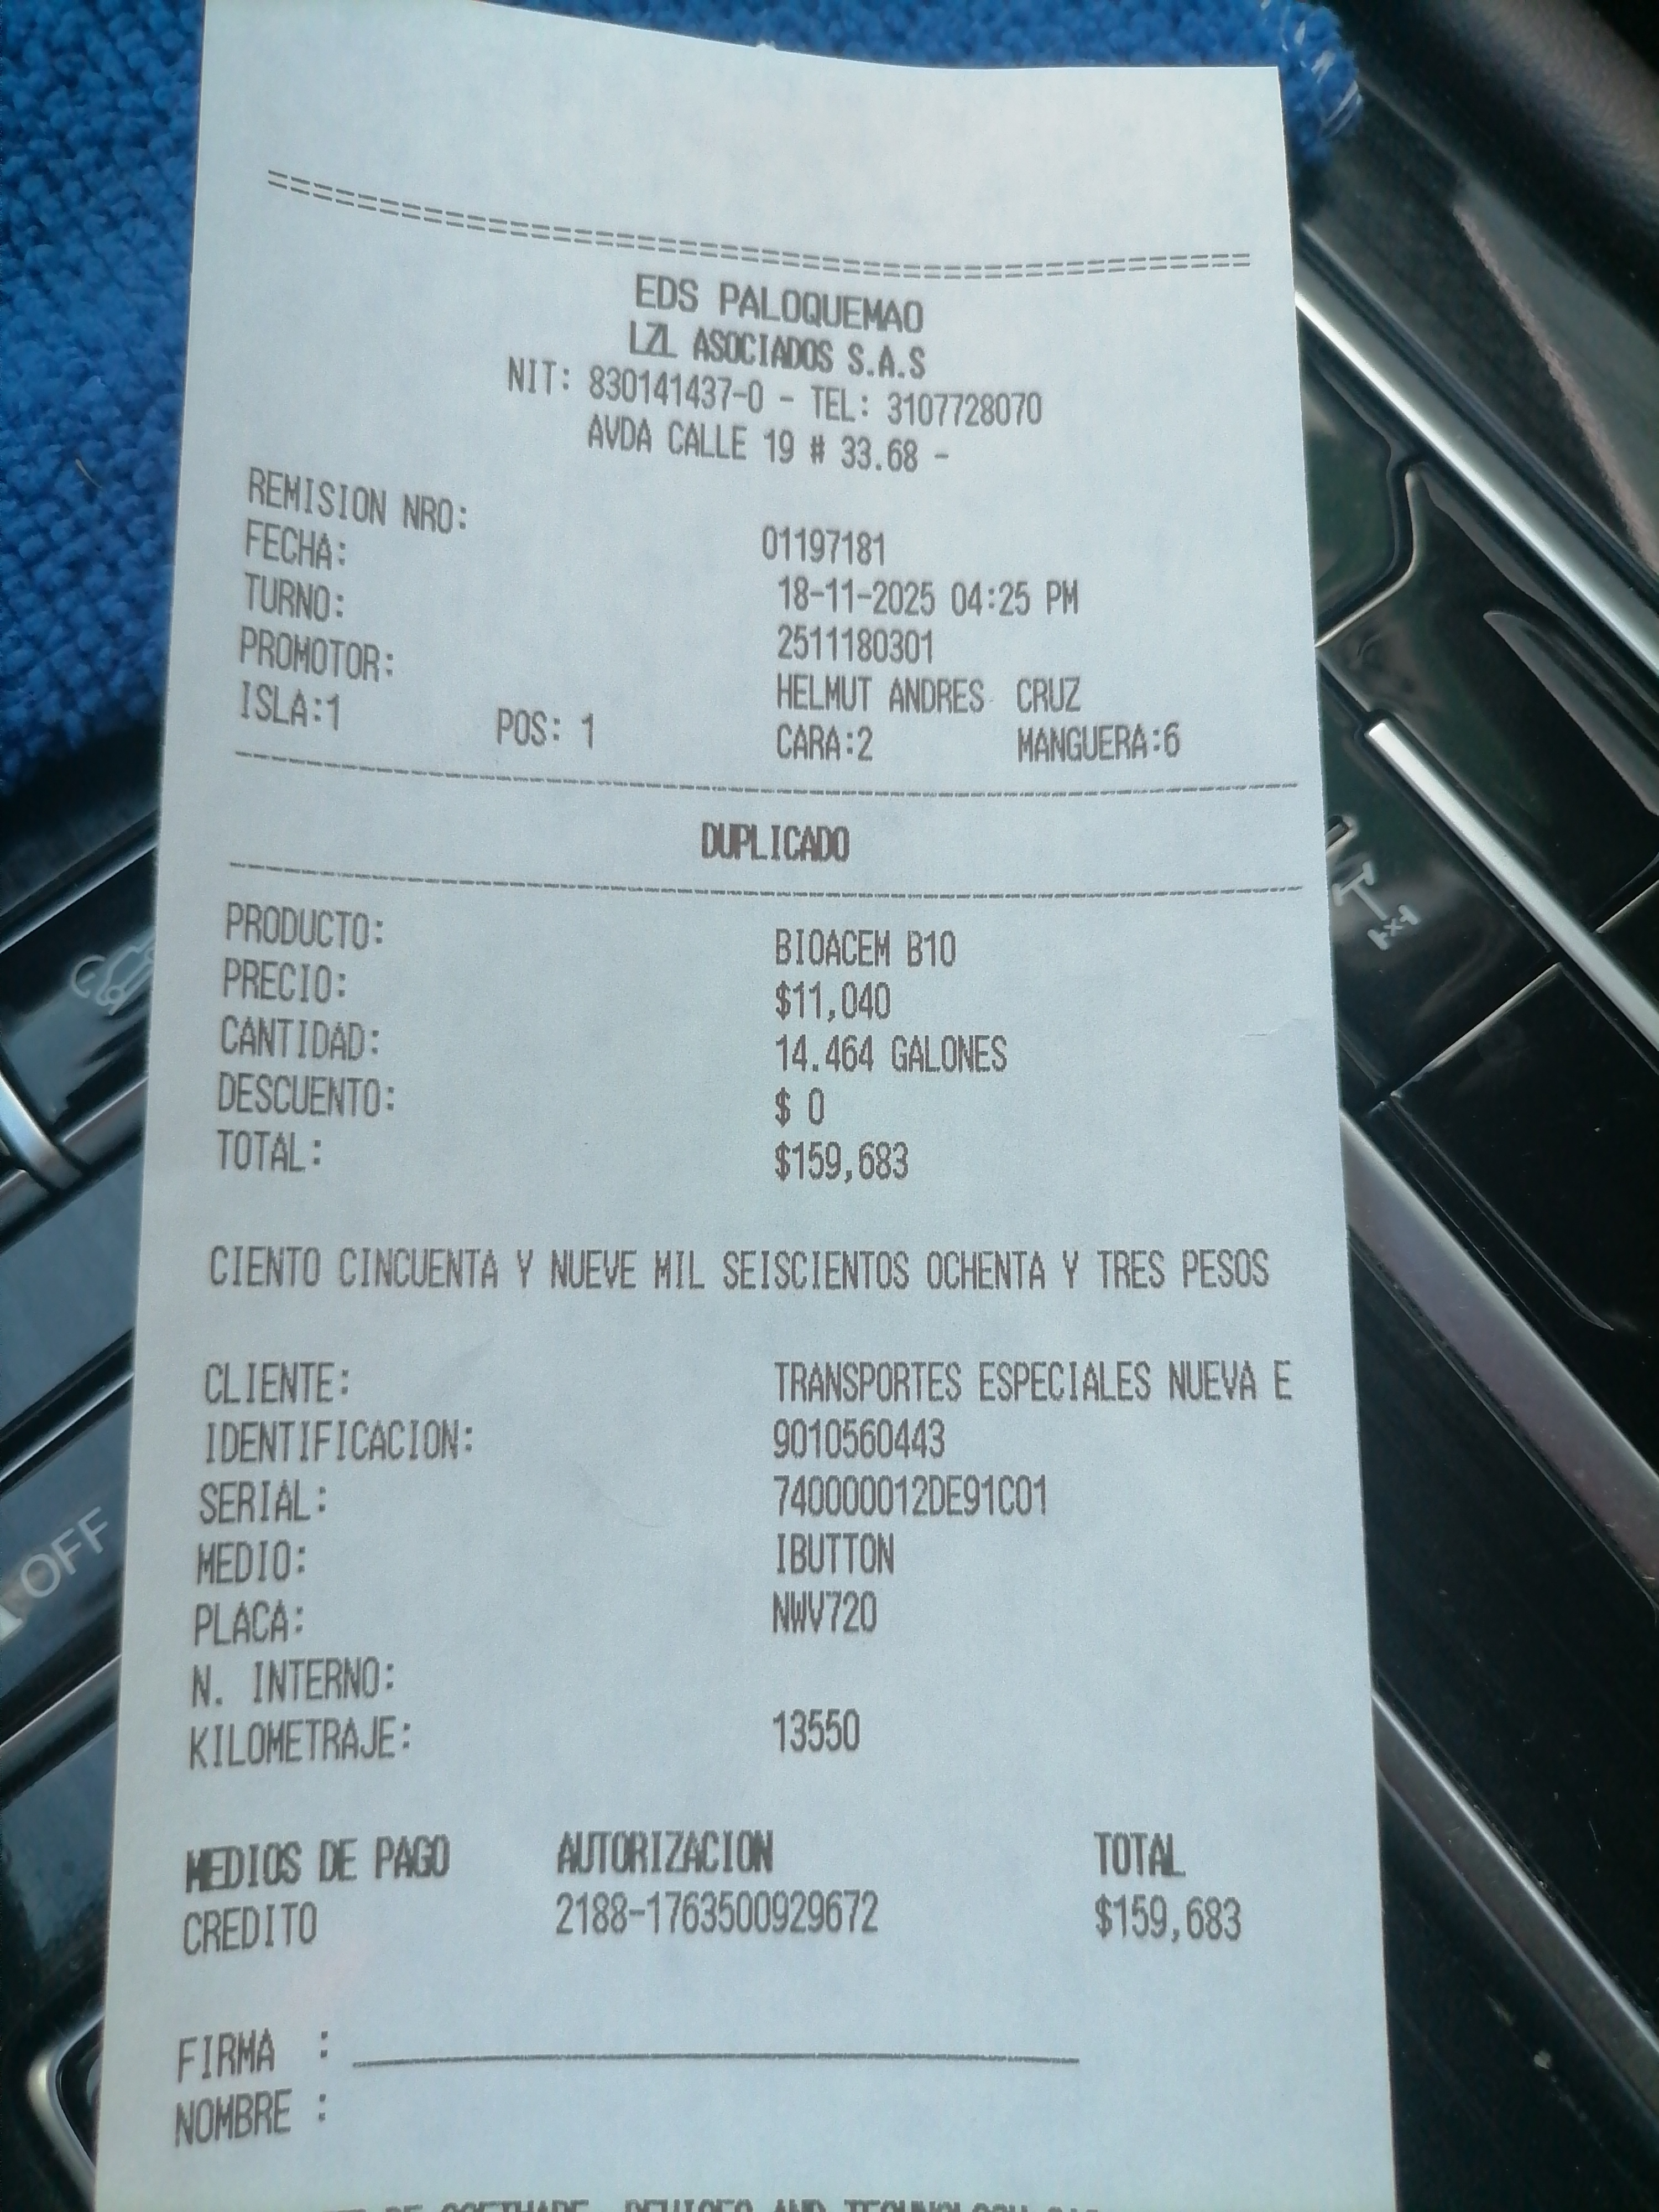 EDS PALOQUEMAO
LZL ASOCIADOS S.A.S
NIT: 830141437-0 - TEL: 3107728070
AVDA CALLE 19 # 33.68 -
REMISION NRO: 01197181
FECHA: 18-11-2025 04:25 PM
TURNO: 2511180301
PROMOTOR: HELMUT ANDRES CRUZ
ISLA:1 POS: 1 CARA:2 MANGUERA:6
DUPLICADO
PRODUCTO: BIOACEM B10
PRECIO: $11,040
CANTIDAD: 14.464 GALONES
DESCUENTO: $ 0
TOTAL: $159,683
CIENTO CINCUENTA Y NUEVE MIL SEISCIENTOS OCHENTA Y TRES PESOS
CLIENTE: TRANSPORTES ESPECIALES NUEVA E
IDENTIFICACION: 9010560443
SERIAL: 740000012DE91C01
MEDIO: IBUTTON
PLACA: NWV720
N. INTERNO:
KILOMETRAJE: 13550
MEDIOS DE PAGO AUTORIZACION TOTAL
CREDITO 2188-1763500929672 $159,683
FIRMA :
NOMBRE :
OFF